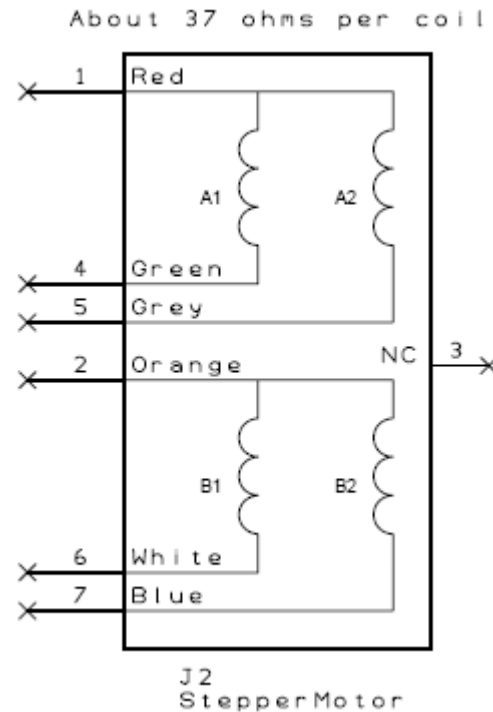 About 37 ohms per coil
1 Red
A1 A2
4 Green
5 Grey
NC 3
2 Orange
B1 B2
6 White
7 Blue
J2
StepperMotor